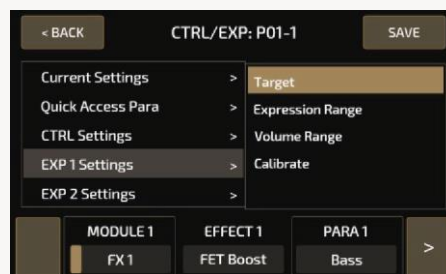 < BACK
CTRL/EXP: P01-1
SAVE
Current Settings >
Quick Access Para >
CTRL Settings >
EXP 1 Settings >
EXP 2 Settings >
Target
Expression Range
Volume Range
Calibrate
MODULE 1
FX 1
EFFECT 1
FET Boost
PARA 1
Bass
>